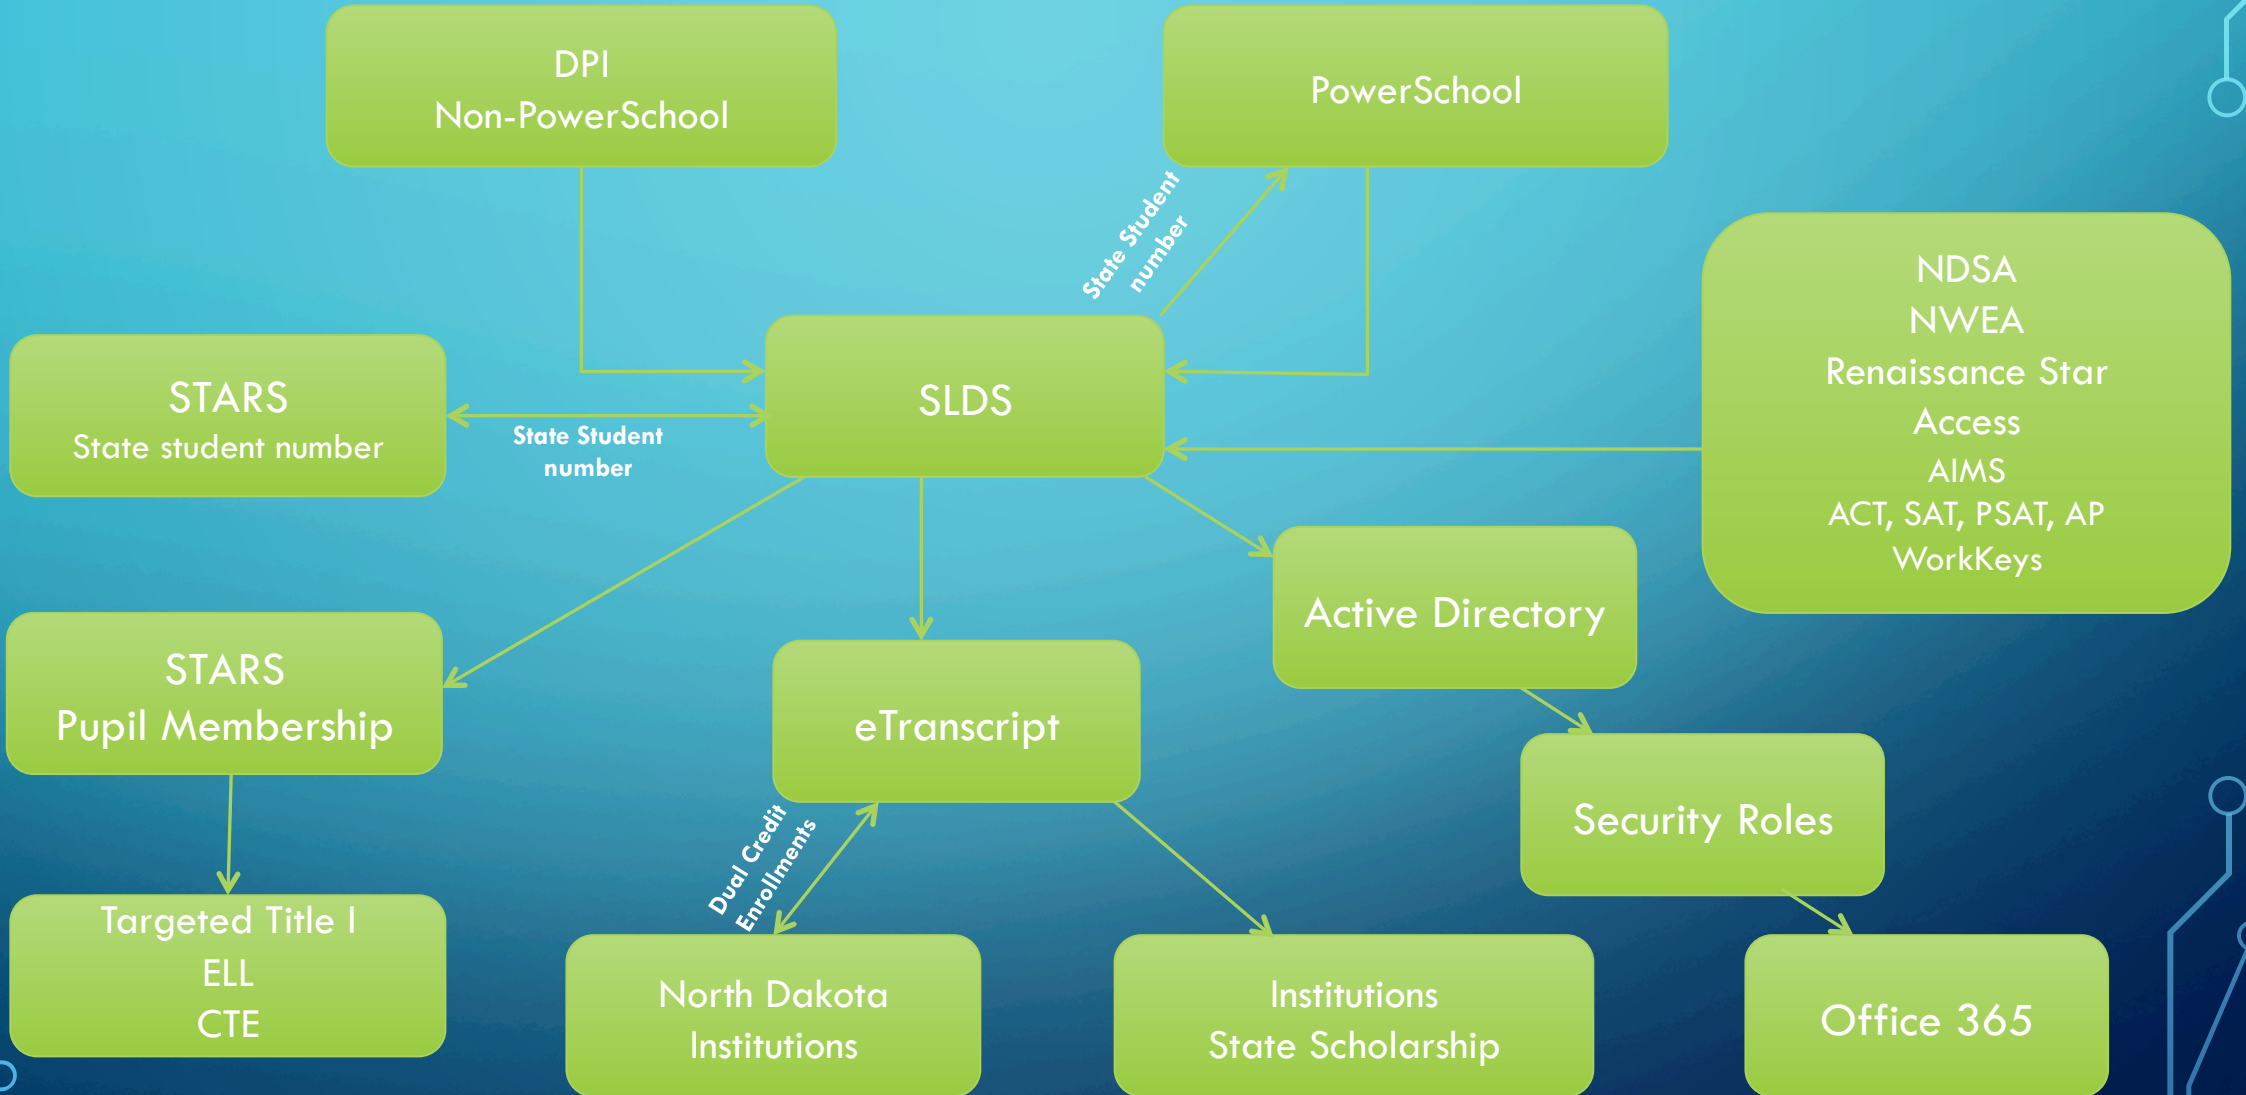 DPI
Non-PowerSchool
PowerSchool
State Student
number
NDSA
NWEA
Renaissance Star
Access
AIMS
ACT, SAT, PSAT, AP
WorkKeys
STARS
State student number
State Student
number
SLDS
Active Directory
STARS
Pupil Membership
eTranscript
Security Roles
Dual Credit
Enrollments
Targeted Title I
ELL
CTE
North Dakota
Institutions
Institutions
State Scholarship
Office 365